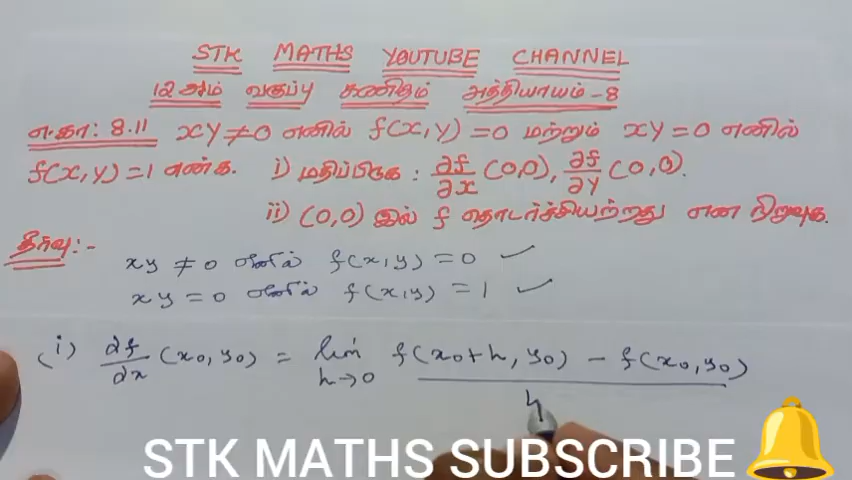 STK MATHS YOUTUBE CHANNEL
12 ஆம் வகுப்பு கணிதம் அத்தியாயம் - 8
எ.கா: 8.11 xy ≠ 0 எனில் f(x,y) = 0 மற்றும் xy = 0 எனில்
f(x,y) = 1 என்க. i) மதிப்பிடுக : ∂f/∂x (0,0), ∂f/∂y (0,0).
ii) (0,0) இல் f தொடர்ச்சியற்றது என நிறுவுக.
தீர்வு:-
xy ≠ 0 எனில் f(x,y) = 0 ✓
xy = 0 எனில் f(x,y) = 1 ✓
(i) ∂f/∂x (x₀, y₀) = lim h→0 f(x₀+h, y₀) - f(x₀, y₀) / h
STK MATHS SUBSCRIBE